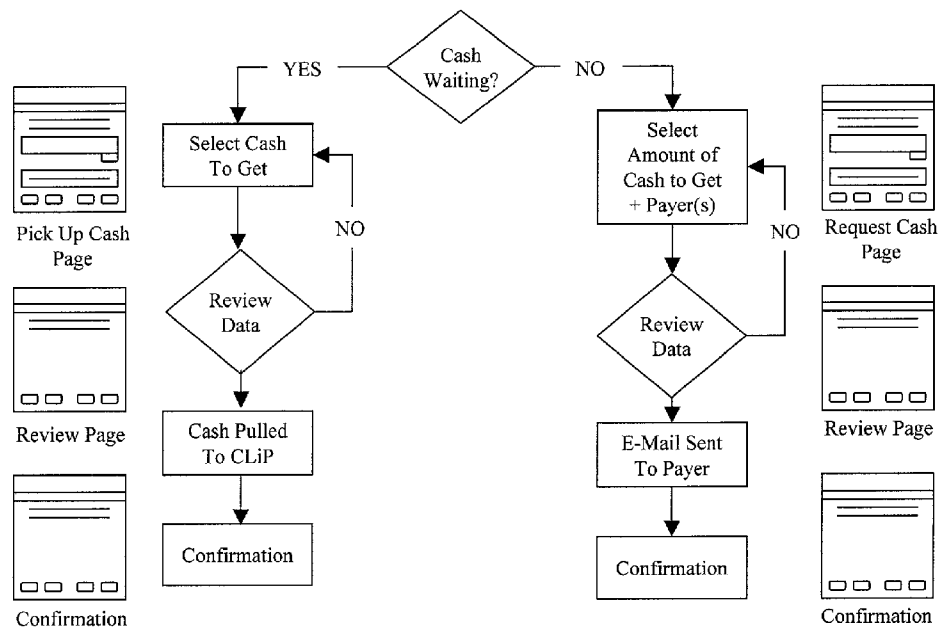 Cash
Waiting?
YES
NO
Select Cash
To Get
NO
Review
Data
Cash Pulled
To CLiP
Confirmation
Select
Amount of
Cash to Get
+ Payer(s)
NO
Review
Data
E-Mail Sent
To Payer
Confirmation
Pick Up Cash
Page
Review Page
Confirmation
Request Cash
Page
Review Page
Confirmation